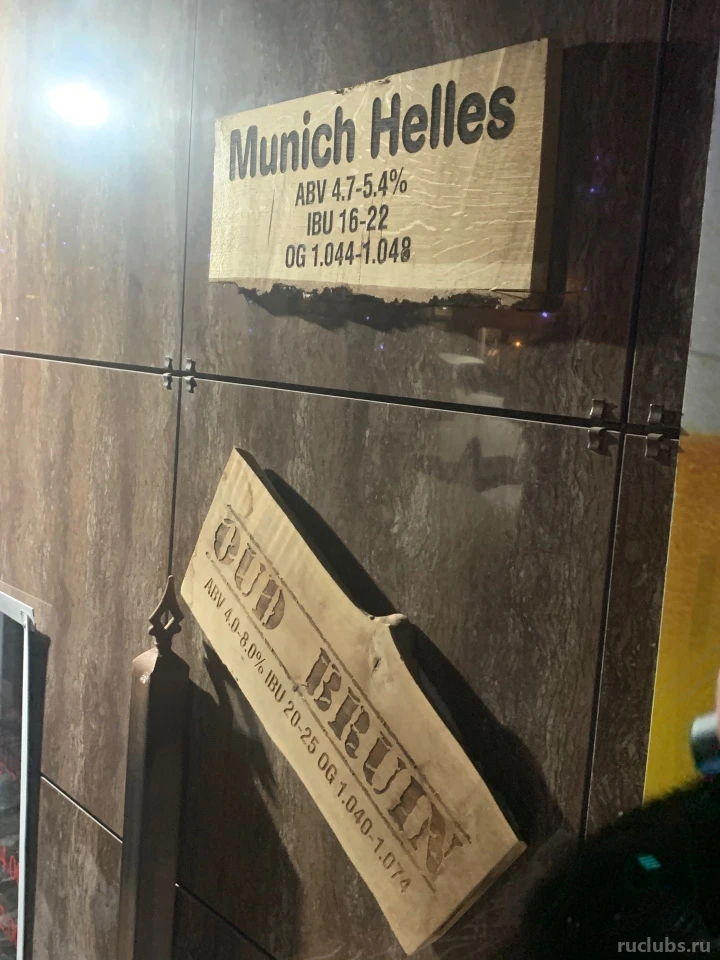 Munich Helles
ABV 4.7-5.4%
IBU 16-22
OG 1.044-1.048
OUD BRUIN
ABV 4.0-8.0% IBU 20-25 OG 1.040-1.074
ruclubs.ru